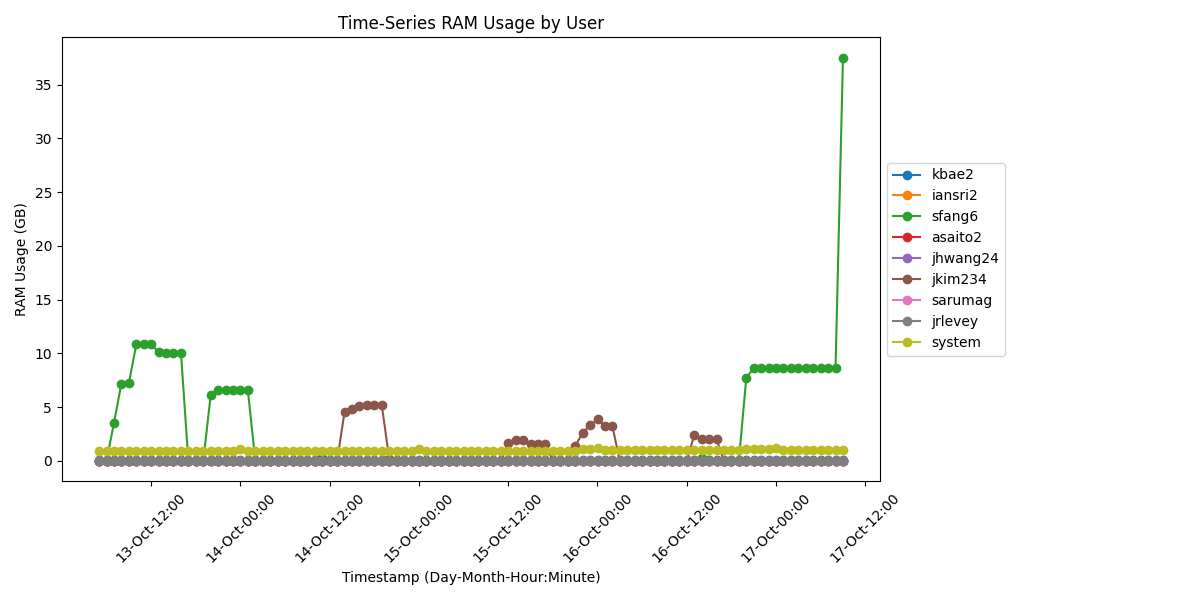 Time-Series RAM Usage by User
RAM Usage (GB)
35
30
25
20
15
10
5
0
13-Oct-12:00
14-Oct-00:00
14-Oct-12:00
15-Oct-00:00
15-Oct-12:00
16-Oct-00:00
16-Oct-12:00
17-Oct-00:00
17-Oct-12:00
Timestamp (Day-Month-Hour:Minute)
kbae2
iansri2
sfang6
asaito2
jhwang24
jkim234
sarumag
jrlevey
system